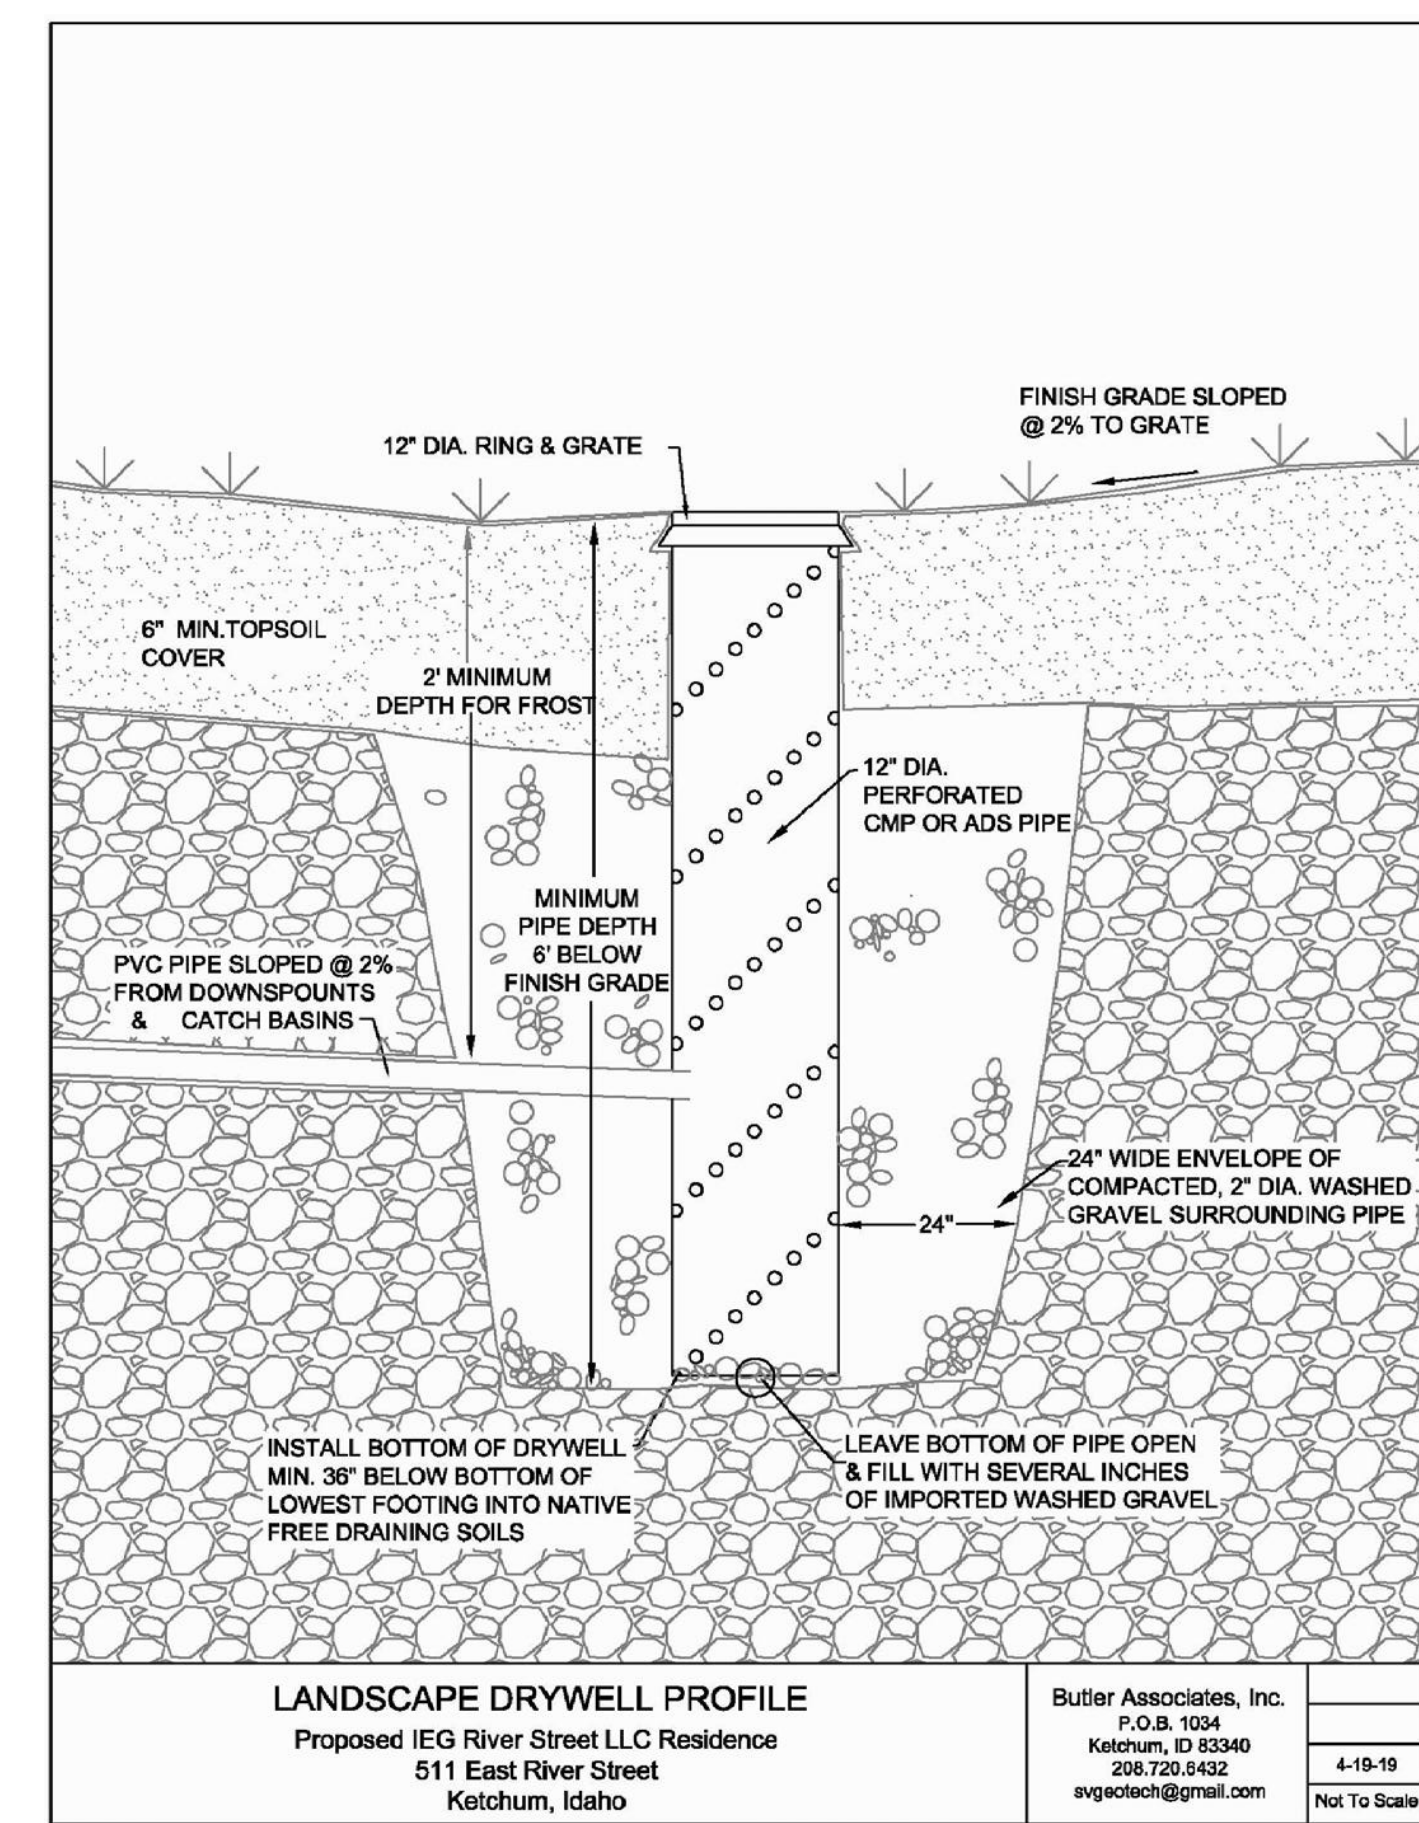 FINISH GRADE SLOPED
@ 2% TO GRATE
12" DIA. RING & GRATE
6" MIN.TOPSOIL
COVER
2' MINIMUM
DEPTH FOR FROST
12" DIA.
PERFORATED
CMP OR ADS PIPE
MINIMUM
PIPE DEPTH
6' BELOW
FINISH GRADE
PVC PIPE SLOPED @ 2%
FROM DOWNSPOUNTS
& CATCH BASINS
24" WIDE ENVELOPE OF
COMPACTED, 2" DIA. WASHED
GRAVEL SURROUNDING PIPE
24"
INSTALL BOTTOM OF DRYWELL
MIN. 36" BELOW BOTTOM OF
LOWEST FOOTING INTO NATIVE
FREE DRAINING SOILS
LEAVE BOTTOM OF PIPE OPEN
& FILL WITH SEVERAL INCHES
OF IMPORTED WASHED GRAVEL
LANDSCAPE DRYWELL PROFILE
Proposed IEG River Street LLC Residence
511 East River Street
Ketchum, Idaho
Butler Associates, Inc.
P.O.B. 1034
Ketchum, ID 83340
208.720.6432
svgeotech@gmail.com
4-19-19
Not To Scale